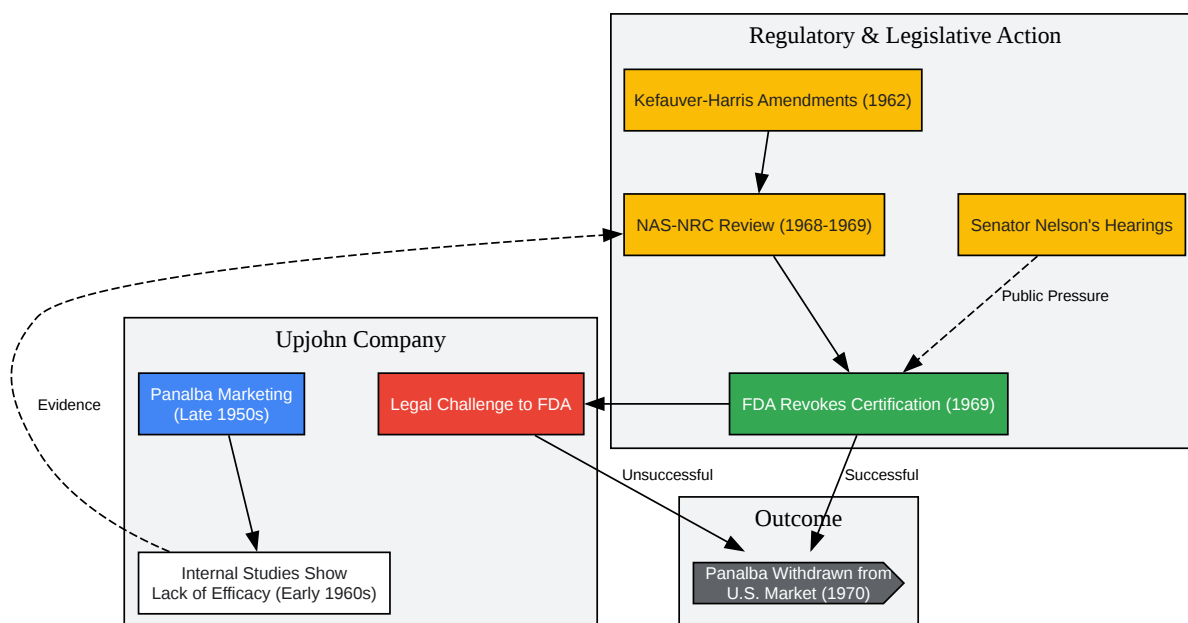 Regulatory & Legislative Action
Kefauver-Harris Amendments (1962)
NAS-NRC Review (1968-1969)
Senator Nelson's Hearings
Public Pressure
Upjohn Company
Panalba Marketing
(Late 1950s)
Legal Challenge to FDA
FDA Revokes Certification (1969)
Evidence
Unsuccessful
Successful
Outcome
Internal Studies Show
Lack of Efficacy (Early 1960s)
Panalba Withdrawn from
U.S. Market (1970)